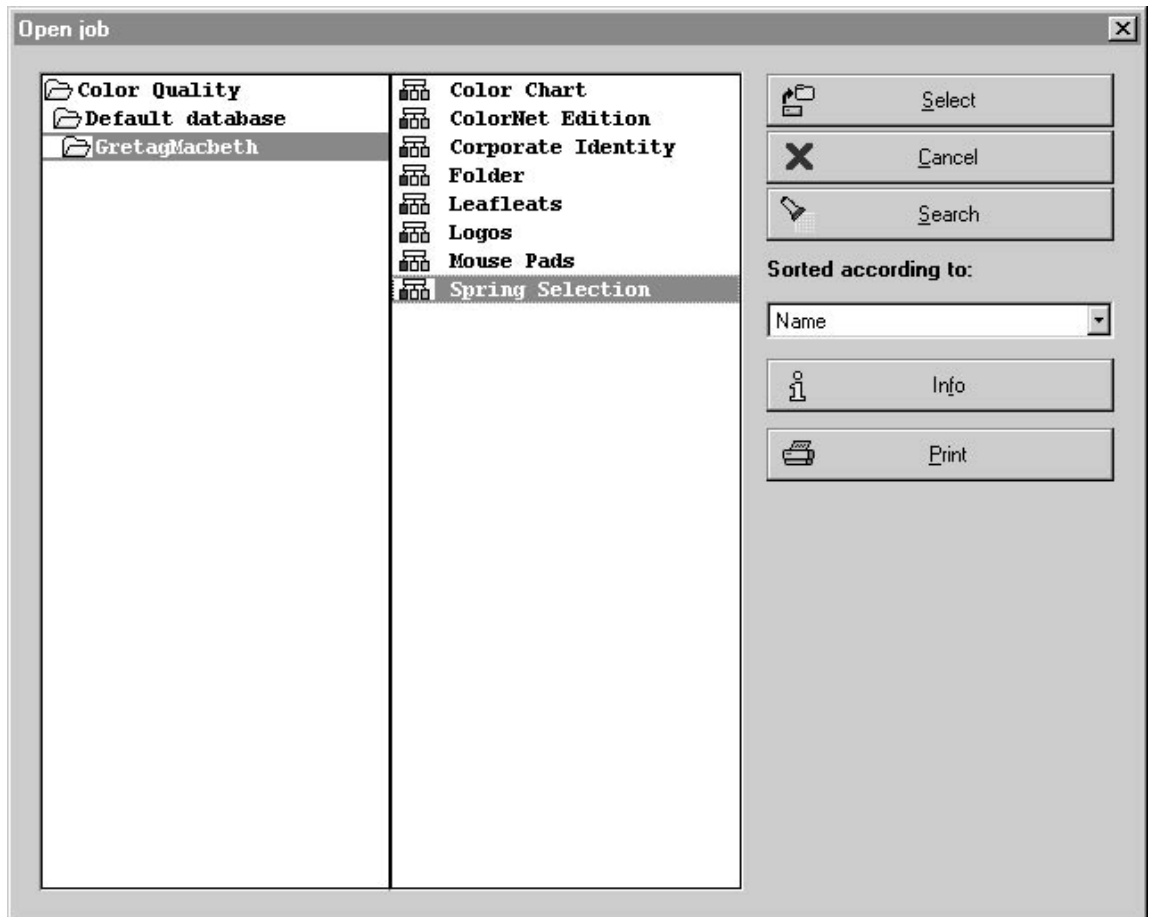 Open job
Color Quality
Default database
GretagMacbeth
Color Chart
ColorNet Edition
Corporate Identity
Folder
Leafleats
Logos
Mouse Pads
Spring Selection
Select
Cancel
Search
Sorted according to:
Name
Info
Print